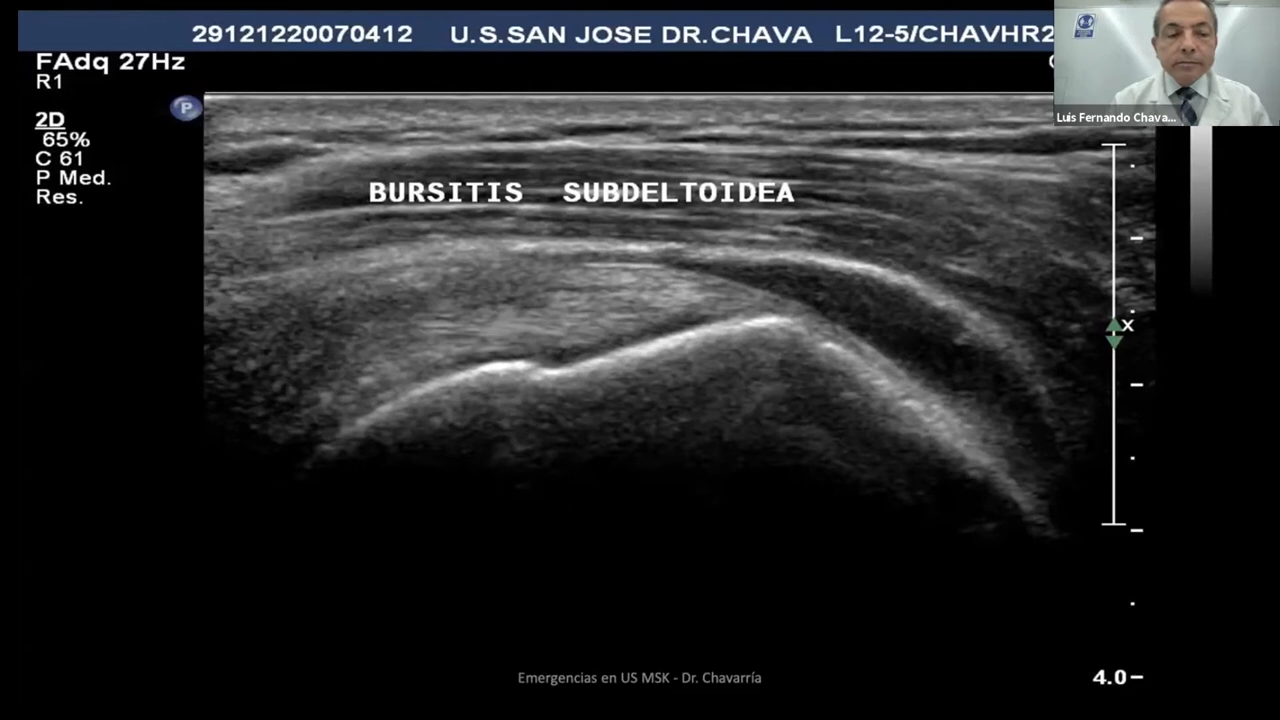 29121220070412 U.S.SAN JOSE DR.CHAVA L12-5/CHAVHR2
FAdq 27Hz
R1
P
2D
65%
C 61
P Med.
Res.
Luis Fernando Chava...
BURSITIS SUBDELTOIDEA
x
4.0
Emergencias en US MSK - Dr. Chavarría